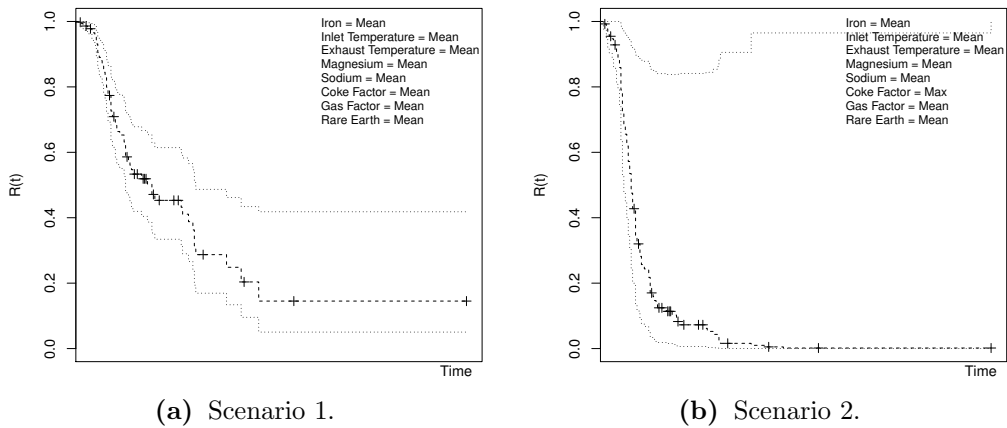 Iron = Mean
Inlet Temperature = Mean
Exhaust Temperature = Mean
Magnesium = Mean
Sodium = Mean
Coke Factor = Mean
Gas Factor = Mean
Rare Earth = Mean
R(t)
1.0
0.8
0.6
0.4
0.2
0.0
Time
(a) Scenario 1.
Iron = Mean
Inlet Temperature = Mean
Exhaust Temperature = Mean
Magnesium = Mean
Sodium = Mean
Coke Factor = Max
Gas Factor = Mean
Rare Earth = Mean
R(t)
1.0
0.8
0.6
0.4
0.2
0.0
Time
(b) Scenario 2.